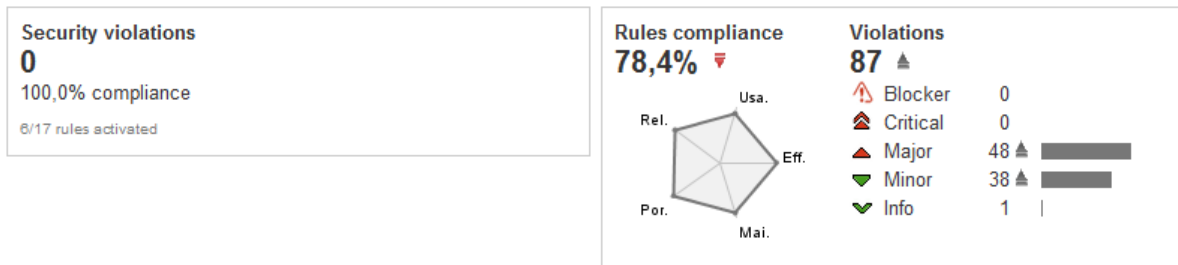 Security violations
0
100,0% compliance
6/17 rules activated
Rules compliance
78,4%
Usa.
Rel.
Eff.
Por.
Mai.
Violations
87
Blocker 0
Critical 0
Major 48
Minor 38
Info 1